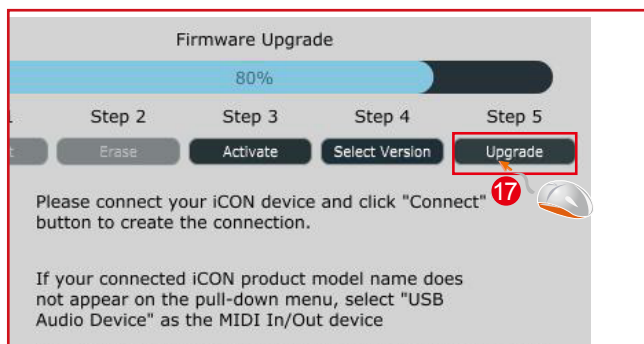 Firmware Upgrade
80%
Step 2 Step 3 Step 4 Step 5
Erase Activate Select Version Upgrade
17
Please connect your iCON device and click "Connect"
button to create the connection.
If your connected iCON product model name does
not appear on the pull-down menu, select "USB
Audio Device" as the MIDI In/Out device